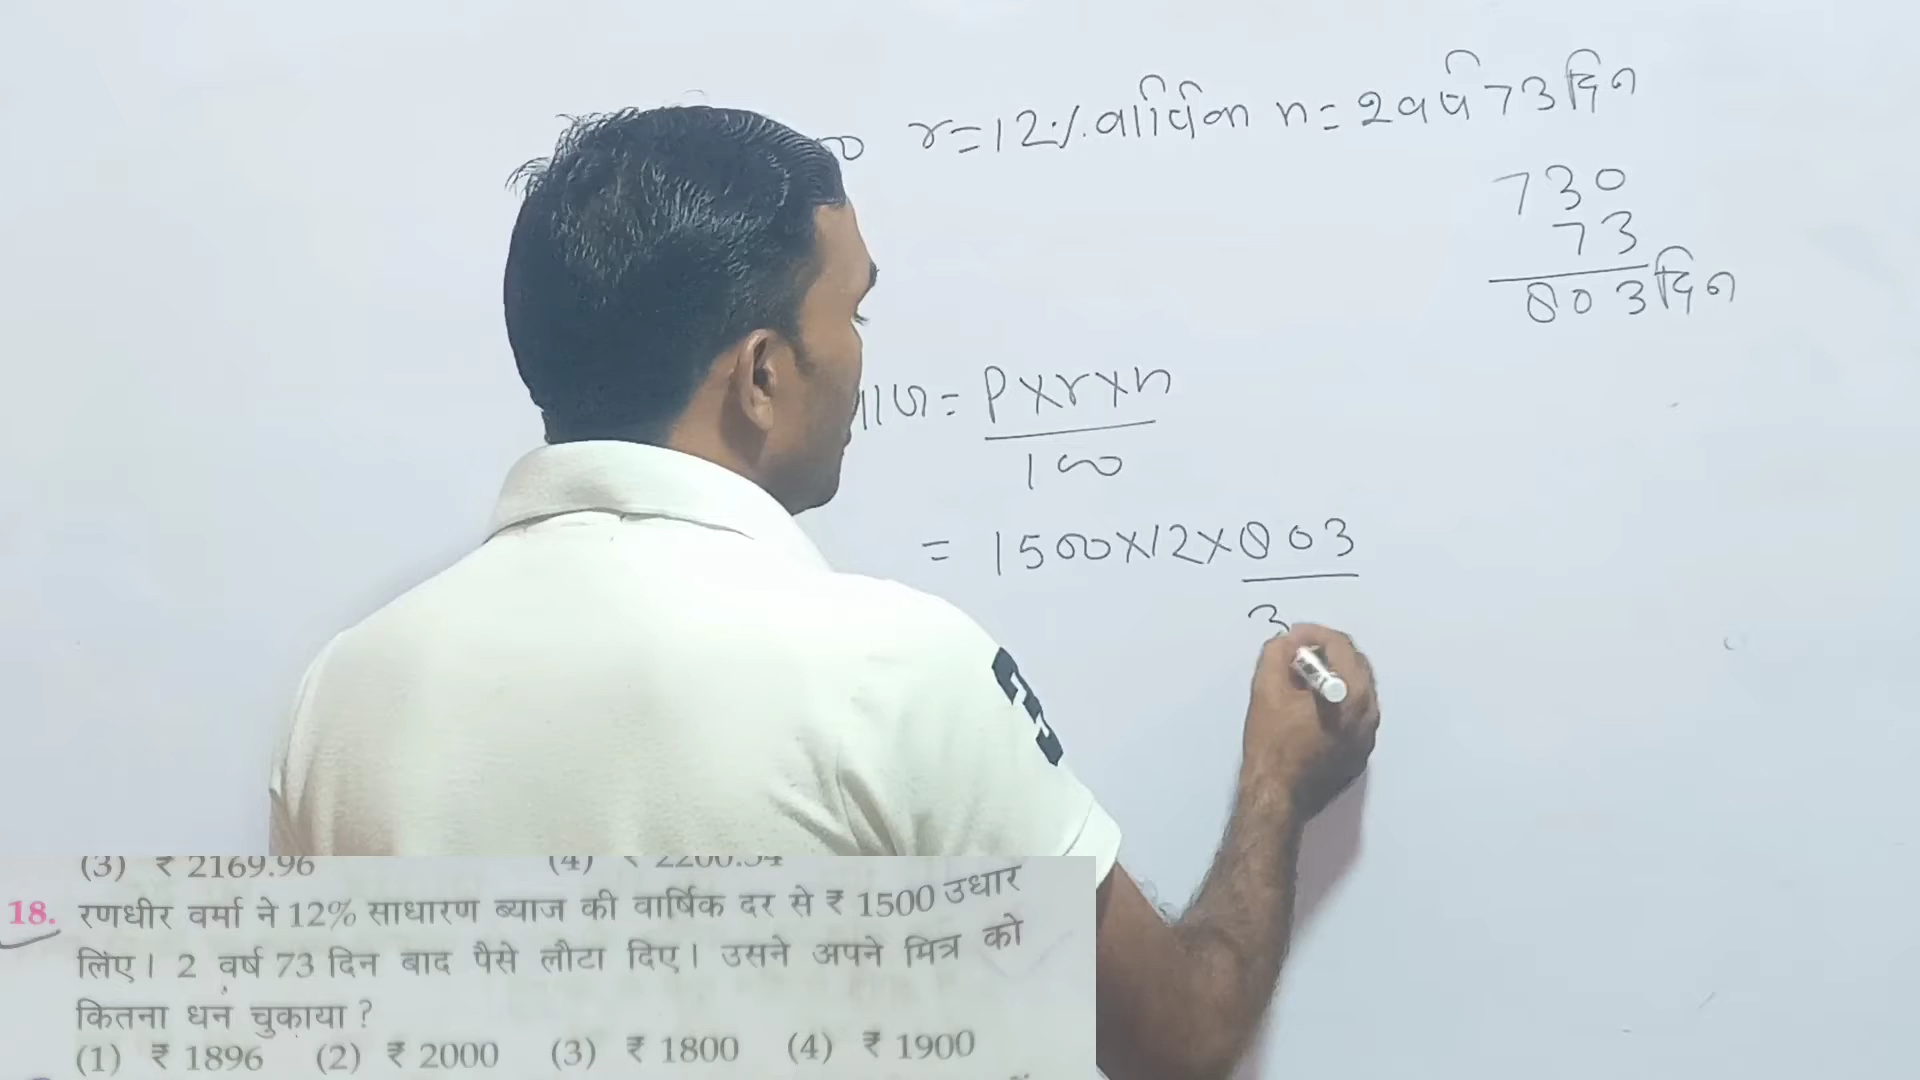 r=12%वार्षिक n=2वर्ष 73दिन
730
73
803दिन
= P×r×n
100
= 1500×12×803
3
(3) ₹ 2169.96 (4) ₹ 2200.54
18. रणधीर वर्मा ने 12% साधारण ब्याज की वार्षिक दर से ₹ 1500 उधार
लिए। 2 वर्ष 73 दिन बाद पैसे लौटा दिए। उसने अपने मित्र को
कितना धन चुकाया ?
(1) ₹ 1896 (2) ₹ 2000 (3) ₹ 1800 (4) ₹ 1900